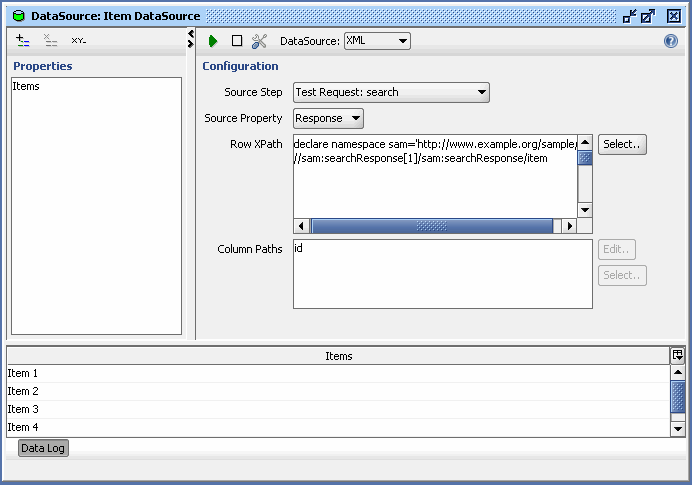 DataSource: Item DataSource
XY-
DataSource: XML
Properties
Items
Configuration
Source Step Test Request: search
Source Property Response
Row XPath declare namespace sam='http://www.example.org/sample/
//sam:searchResponse[1]/sam:searchResponse/item
Select..
Column Paths id
Edit..
Select..
Items
Item 1
Item 2
Item 3
Item 4
Data Log